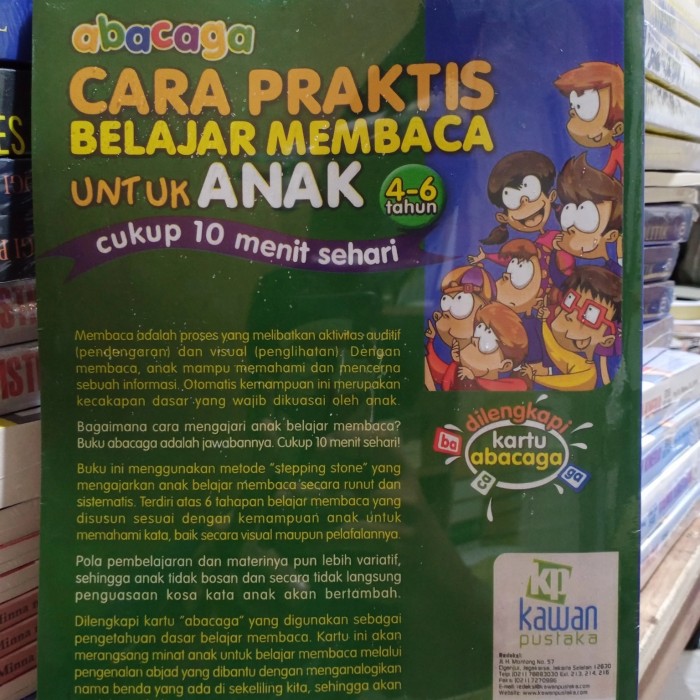 abacaga
CARA PRAKTIS
BELAJAR MEMBACA
UNTUK ANAK
4-6
tahun
cukup 10 menit sehari
Membaca adalah proses yang melibatkan aktivitas auditif
(pendengaran) dan visual (penglihatan). Dengan
membaca, anak mampu memahami dan mencerna
sebuah informasi. Otomatis kemampuan ini merupakan
kecakapan dasar yang wajib dikuasai oleh anak.
Bagaimana cara mengajari anak belajar membaca?
Buku abacaga adalah jawabannya. Cukup 10 menit sehari!
Buku ini menggunakan metode "stepping stone" yang
mengajarkan anak belajar membaca secara runut dan
sistematis. Terdiri atas 6 tahapan belajar membaca yang
disusun sesuai dengan kemampuan anak untuk
memahami kata, baik secara visual maupun pelafalannya.
Pola pembelajaran dan materinya pun lebih variatif,
sehingga anak tidak bosan dan secara tidak langsung
penguasaan kosa kata anak akan bertambah.
Dilengkapi kartu "abacaga" yang digunakan sebagai
pengetahuan dasar belajar membaca. Kartu ini akan
merangsang minat anak untuk belajar membaca melalui
pengenalan abjad yang dibantu dengan menganalogikan
nama benda yang ada di sekeliling kita, sehingga akan
dilengkapi
kartu
abacaga
ba
ca
ga
KP
kawan
pustaka
Redaksi: